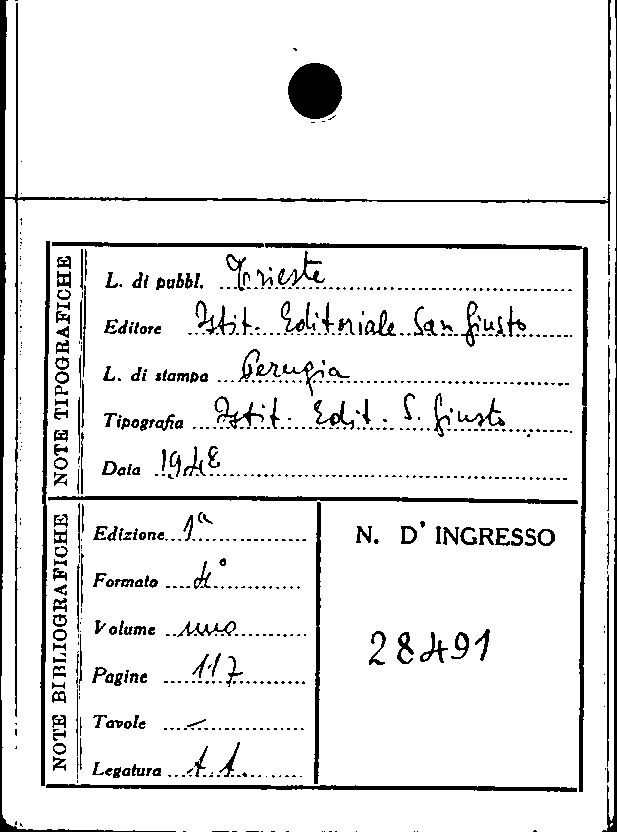 NOTE TIPOGRAFICHE
L. di pubbl. Trieste
Editore Istit. Editoriale San Giusto
L. di stampa Perugia
Tipografia Istit. Edit. S. Giusto
Data 1948
NOTE BIBLIOGRAFICHE
Edizione 1ª
Formato 4°
Volume uno
Pagine 117
Tavole —
Legatura
N. D' INGRESSO
28491